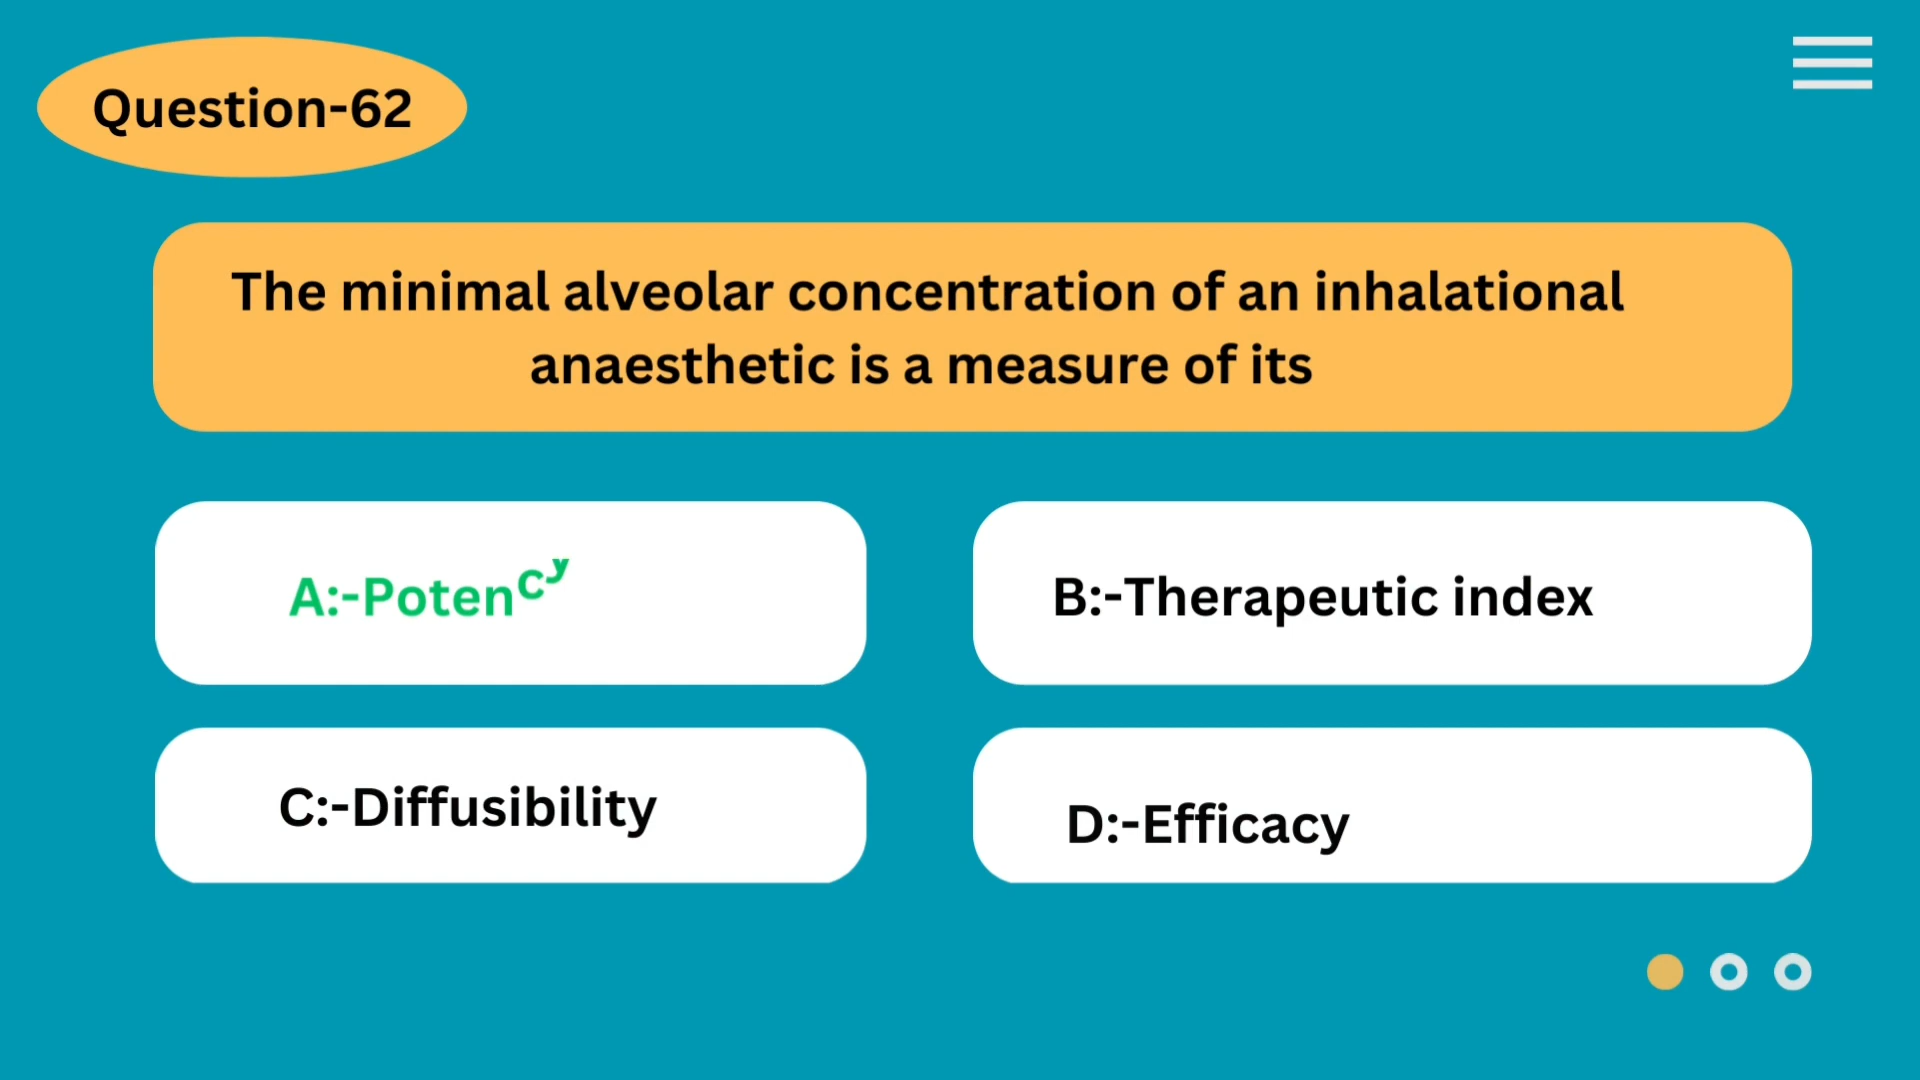 Question-62
The minimal alveolar concentration of an inhalational
anaesthetic is a measure of its
A:-Potency
B:-Therapeutic index
C:-Diffusibility
D:-Efficacy